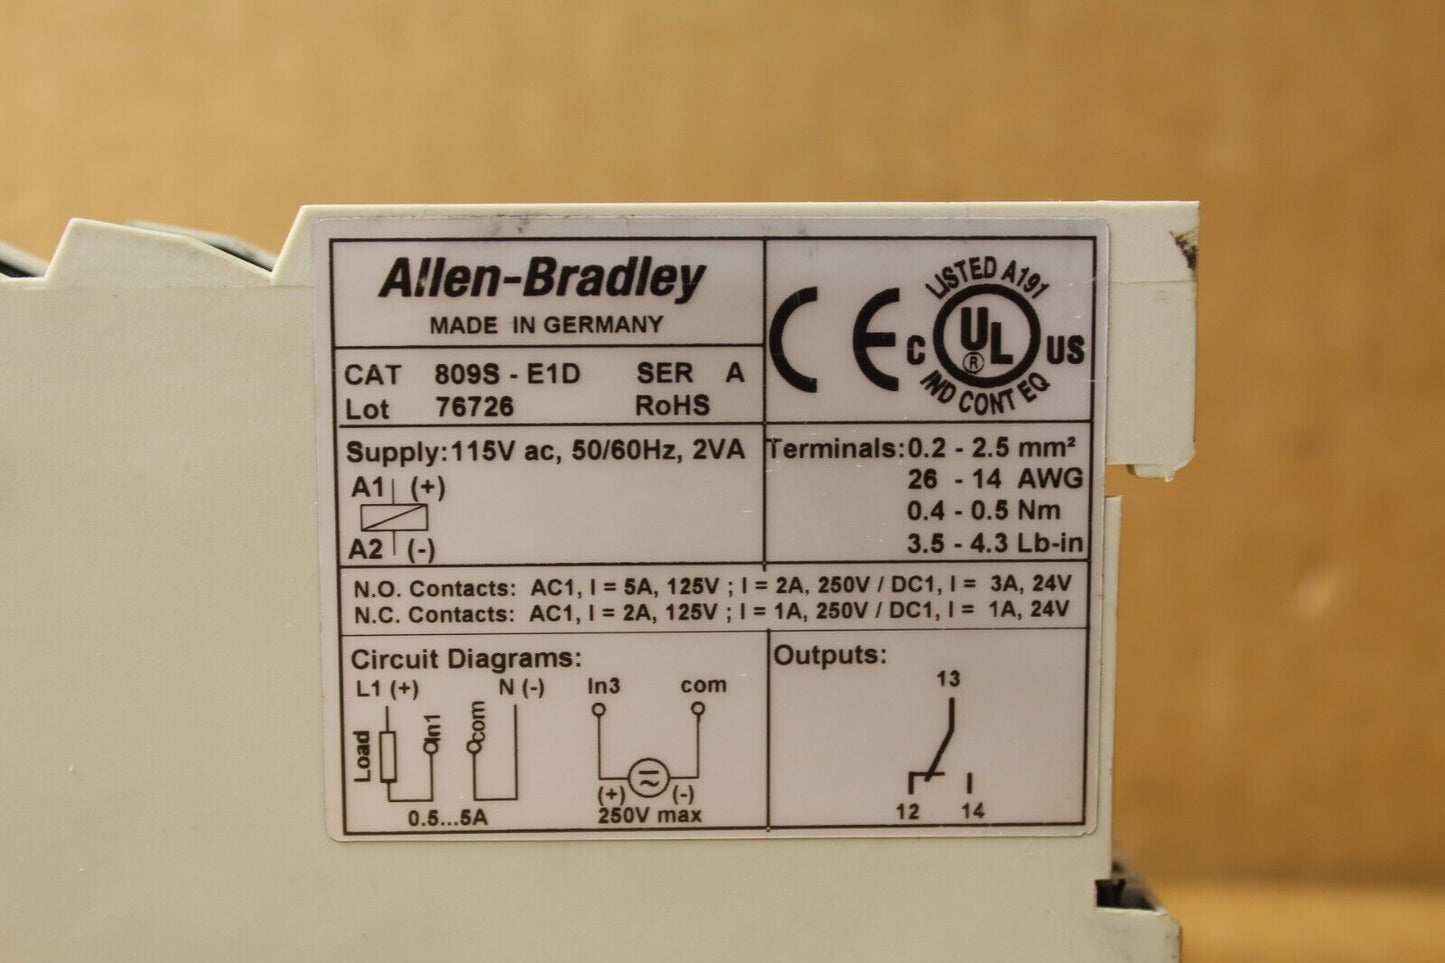 Allen-Bradley
MADE IN GERMANY
CAT 809S - E1D SER A
Lot 76726 RoHS
CE
LISTED A191
C UL ® US
IND CONT EQ
Supply: 115V ac, 50/60Hz, 2VA
A1 (+)
A2 (-)
Terminals: 0.2 - 2.5 mm²
26 - 14 AWG
0.4 - 0.5 Nm
3.5 - 4.3 Lb-in
N.O. Contacts: AC1, I = 5A, 125V ; I = 2A, 250V / DC1, I = 3A, 24V
N.C. Contacts: AC1, I = 2A, 125V ; I = 1A, 250V / DC1, I = 1A, 24V
Circuit Diagrams:
L1 (+) N (-) In3 com
Load In1 com
(+) (-)
0.5...5A 250V max
Outputs:
13
12 14